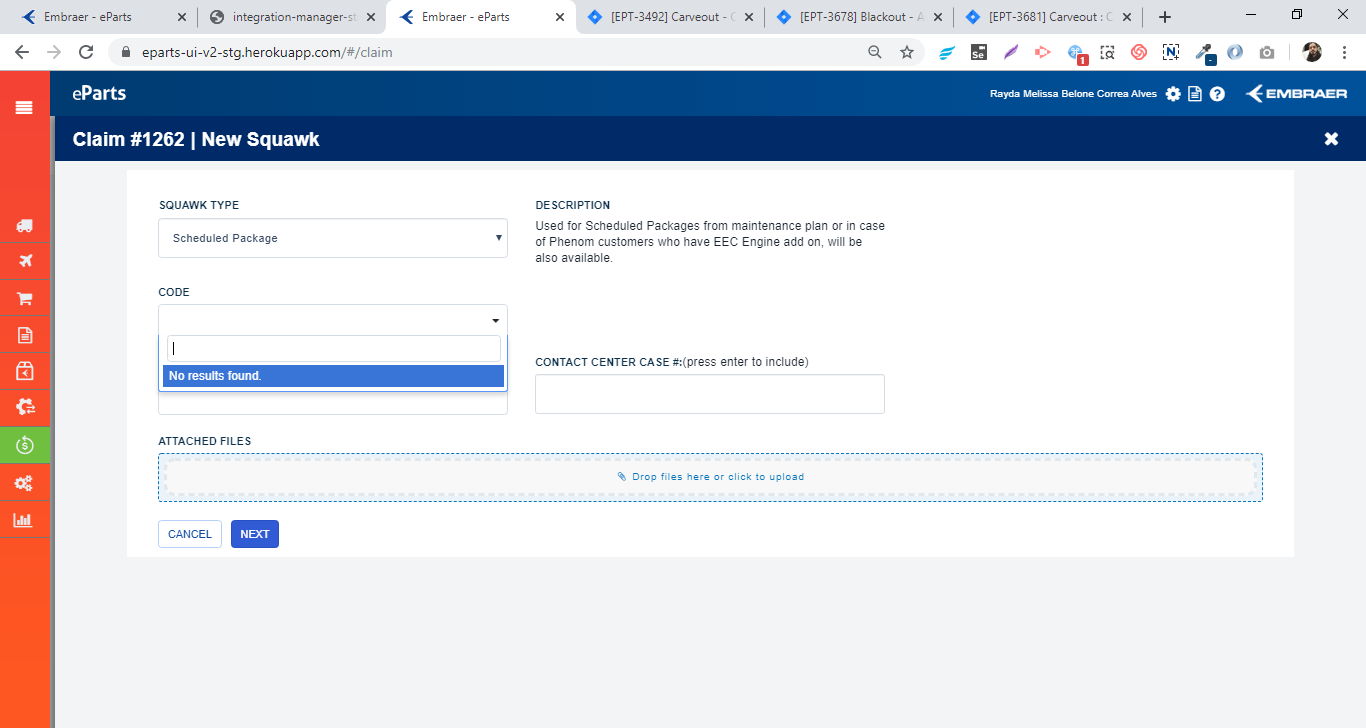 Embraer - eParts
integration-manager-st
Embraer - eParts
[EPT-3492] Carveout -
[EPT-3678] Blackout - A
[EPT-3681] Carveout : C
eparts-ui-v2-stg.herokuapp.com/#/claim
Se
1
N
eParts
Rayda Melissa Belone Correa Alves
EMBRAER
Claim #1262 | New Squawk
SQUAWK TYPE
Scheduled Package
DESCRIPTION
Used for Scheduled Packages from maintenance plan or in case
of Phenom customers who have EEC Engine add on, will be
also available.
CODE
No results found.
CONTACT CENTER CASE #:(press enter to include)
ATTACHED FILES
Drop files here or click to upload
CANCEL
NEXT